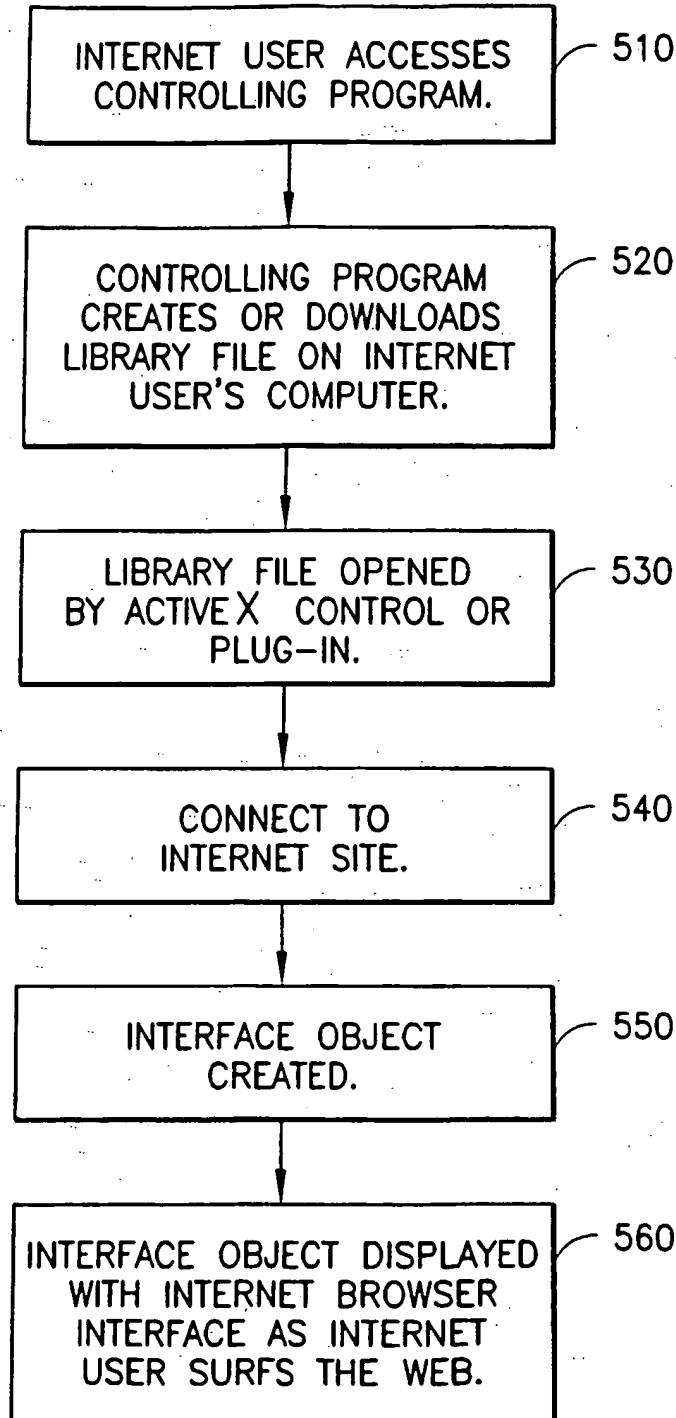 INTERNET USER ACCESSES
CONTROLLING PROGRAM.
510
CONTROLLING PROGRAM
CREATES OR DOWNLOADS
LIBRARY FILE ON INTERNET
USER'S COMPUTER.
520
LIBRARY FILE OPENED
BY ACTIVEX CONTROL OR
PLUG-IN.
530
CONNECT TO
INTERNET SITE.
540
INTERFACE OBJECT
CREATED.
550
INTERFACE OBJECT DISPLAYED
WITH INTERNET BROWSER
INTERFACE AS INTERNET
USER SURFS THE WEB.
560